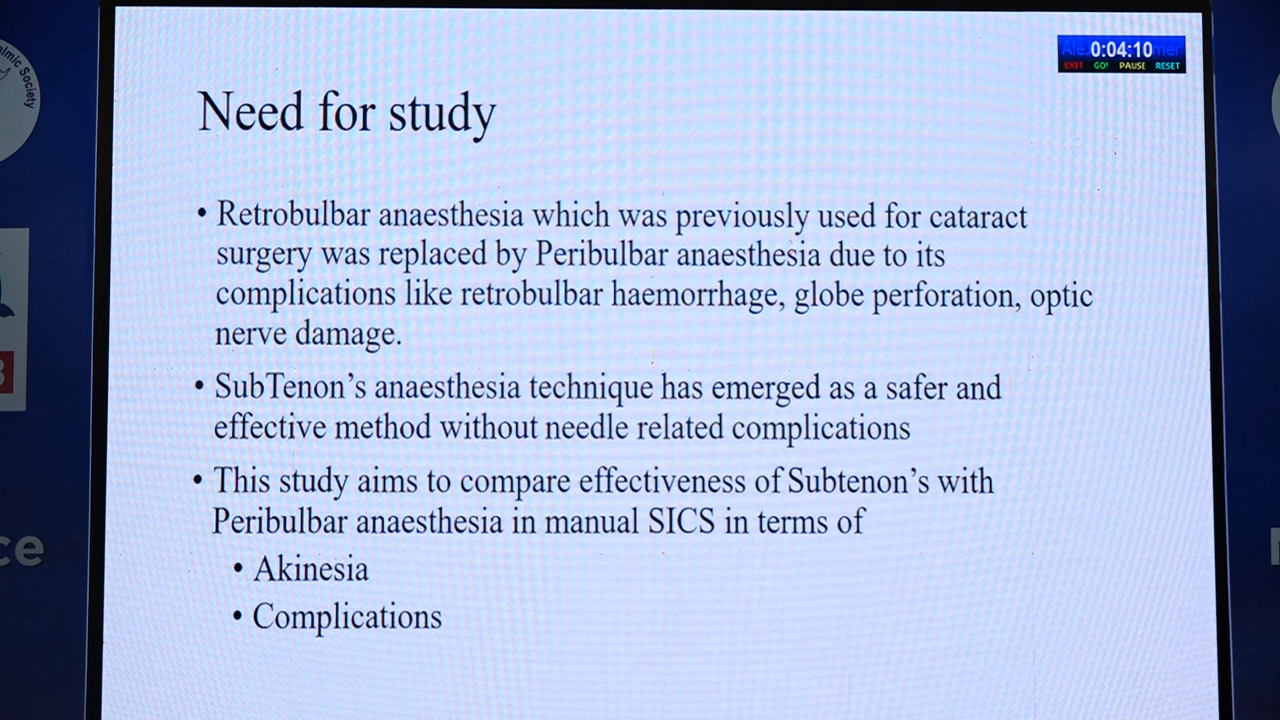 0:04:10
EXIT GO! PAUSE RESET
Need for study
• Retrobulbar anaesthesia which was previously used for cataract
surgery was replaced by Peribulbar anaesthesia due to its
complications like retrobulbar haemorrhage, globe perforation, optic
nerve damage.
• SubTenon’s anaesthesia technique has emerged as a safer and
effective method without needle related complications
• This study aims to compare effectiveness of Subtenon’s with
Peribulbar anaesthesia in manual SICS in terms of
• Akinesia
• Complications
Society